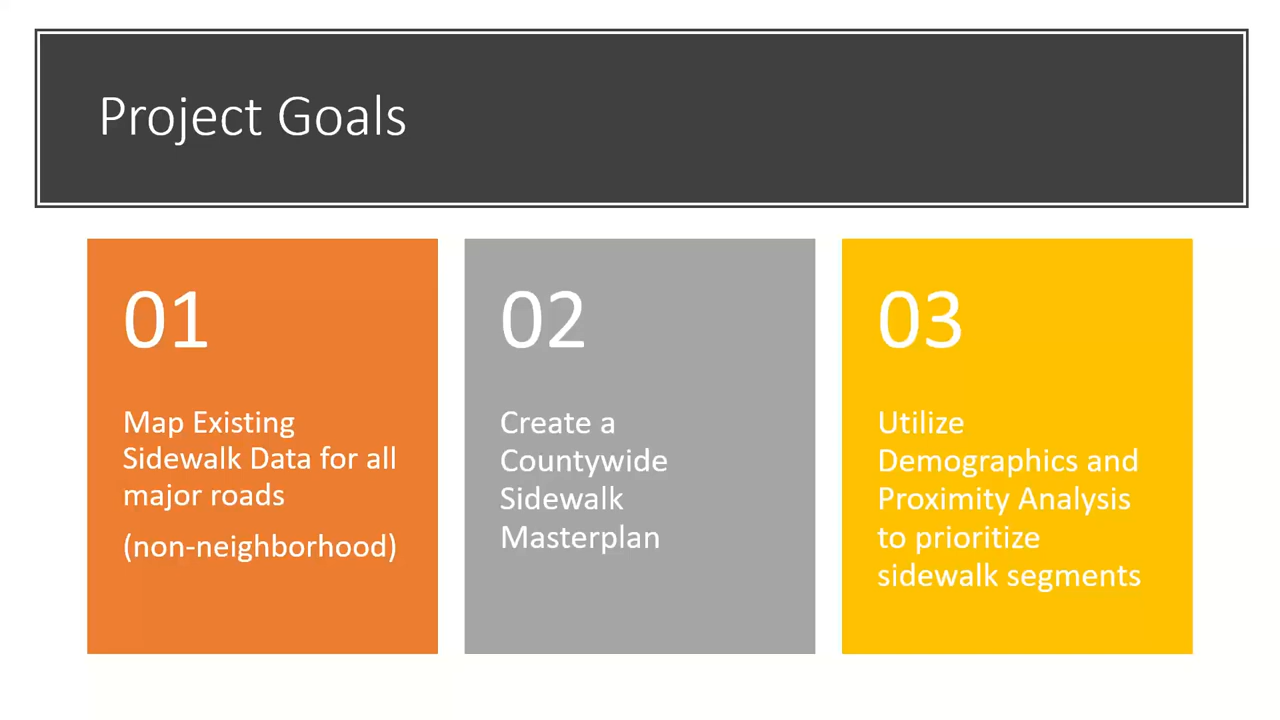 Project Goals
01
Map Existing
Sidewalk Data for all
major roads
(non-neighborhood)
02
Create a
Countywide
Sidewalk
Masterplan
03
Utilize
Demographics and
Proximity Analysis
to prioritize
sidewalk segments